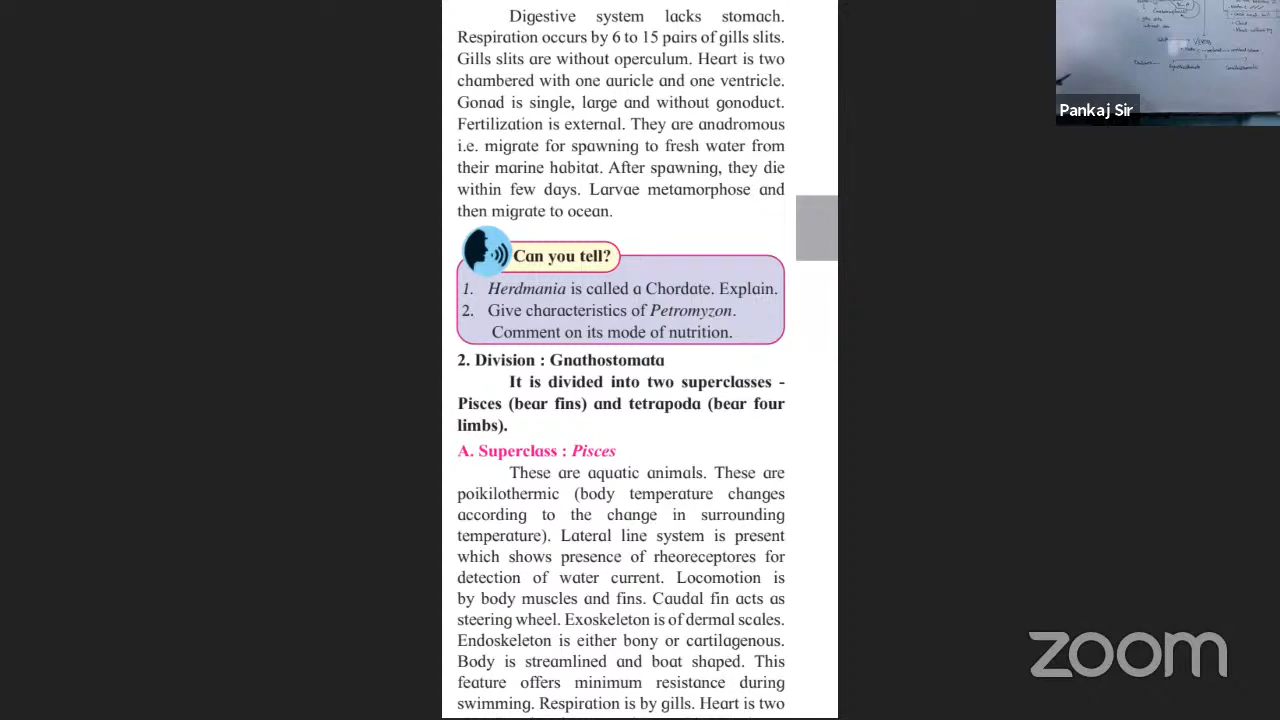 Digestive system lacks stomach.
Respiration occurs by 6 to 15 pairs of gills slits.
Gills slits are without operculum. Heart is two
chambered with one auricle and one ventricle.
Gonad is single, large and without gonoduct.
Fertilization is external. They are anadromous
i.e. migrate for spawning to fresh water from
their marine habitat. After spawning, they die
within few days. Larvae metamorphose and
then migrate to ocean.
Can you tell?
1. Herdmania is called a Chordate. Explain.
2. Give characteristics of Petromyzon.
Comment on its mode of nutrition.
2. Division : Gnathostomata
It is divided into two superclasses -
Pisces (bear fins) and tetrapoda (bear four
limbs).
A. Superclass : Pisces
These are aquatic animals. These are
poikilothermic (body temperature changes
according to the change in surrounding
temperature). Lateral line system is present
which shows presence of rheoreceptores for
detection of water current. Locomotion is
by body muscles and fins. Caudal fin acts as
steering wheel. Exoskeleton is of dermal scales.
Endoskeleton is either bony or cartilagenous.
Body is streamlined and boat shaped. This
feature offers minimum resistance during
swimming. Respiration is by gills. Heart is two
Pankaj Sir
zoom